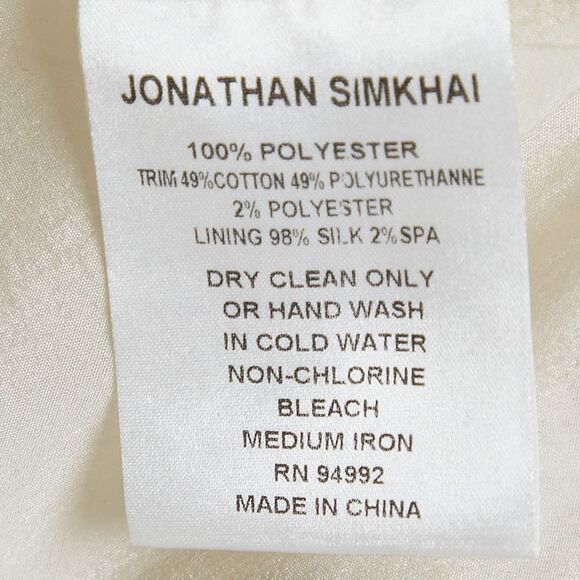 JONATHAN SIMKHAI
100% POLYESTER
TRIM 49%COTTON 49% POLYURETHANNE
2% POLYESTER
LINING 98% SILK 2%SPA
DRY CLEAN ONLY
OR HAND WASH
IN COLD WATER
NON-CHLORINE
BLEACH
MEDIUM IRON
RN 94992
MADE IN CHINA